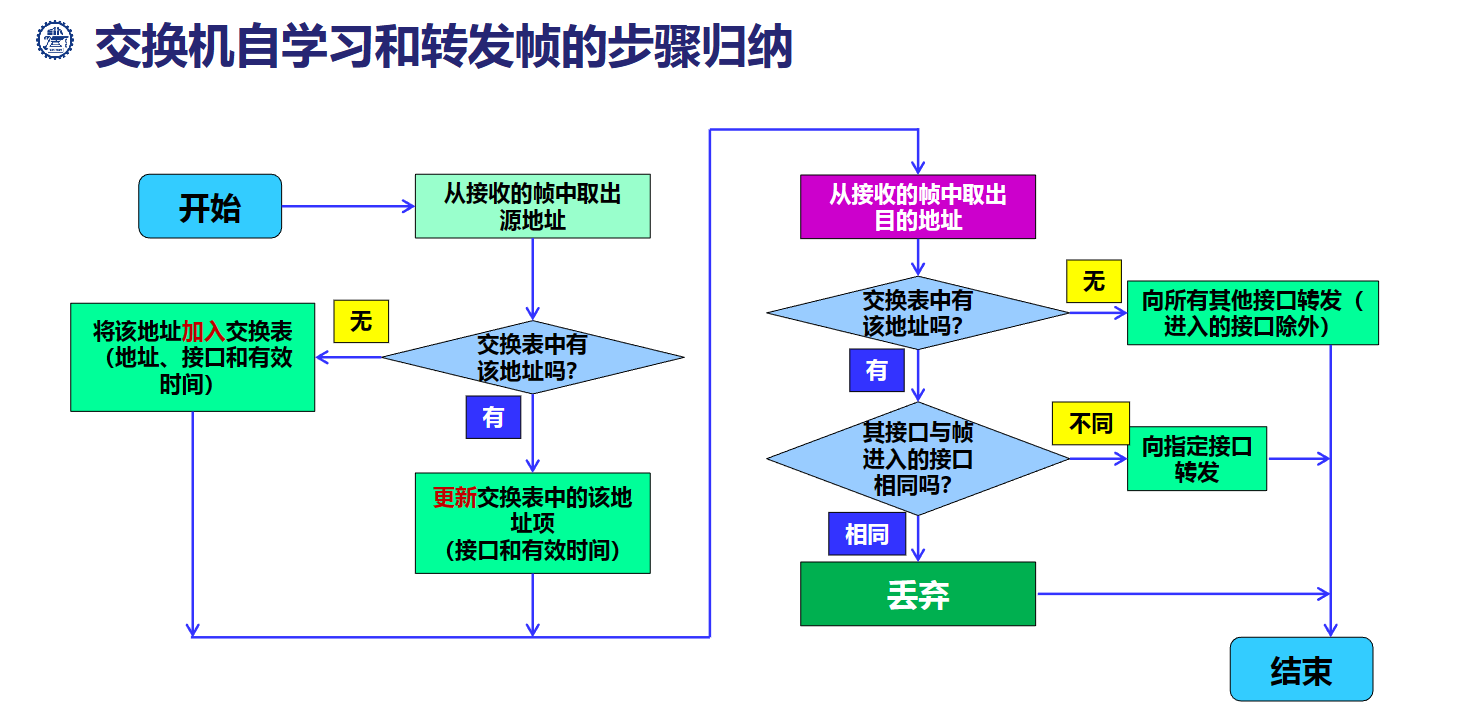 交换机自学习和转发帧的步骤归纳
开始
从接收的帧中取出
源地址
交换表中有
该地址吗？
无
将该地址加入交换表
（地址、接口和有效
时间）
有
更新交换表中的该地
址项
（接口和有效时间）
从接收的帧中取出
目的地址
交换表中有
该地址吗？
无
向所有其他接口转发（
进入的接口除外）
有
其接口与帧
进入的接口
相同吗？
不同
向指定接口
转发
相同
丢弃
结束